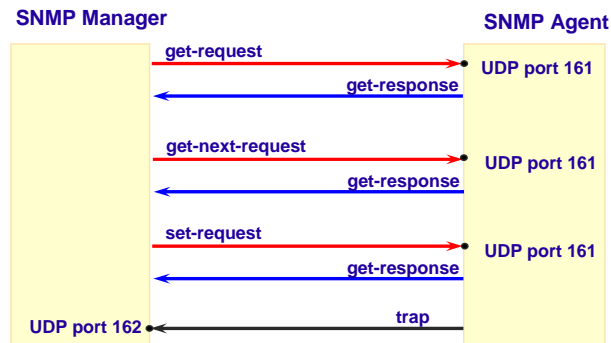 SNMP Manager
SNMP Agent
get-request
UDP port 161
get-response
get-next-request
UDP port 161
get-response
set-request
UDP port 161
get-response
trap
UDP port 162